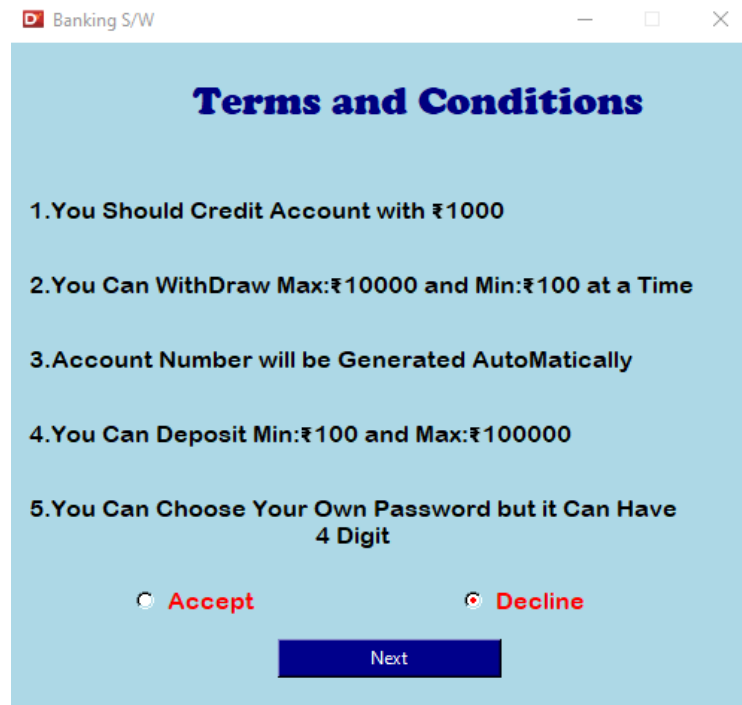 Banking S/W
Terms and Conditions
1.You Should Credit Account with ₹1000
2.You Can WithDraw Max:₹10000 and Min:₹100 at a Time
3.Account Number will be Generated AutoMatically
4.You Can Deposit Min:₹100 and Max:₹100000
5.You Can Choose Your Own Password but it Can Have
4 Digit
Accept Decline
Next